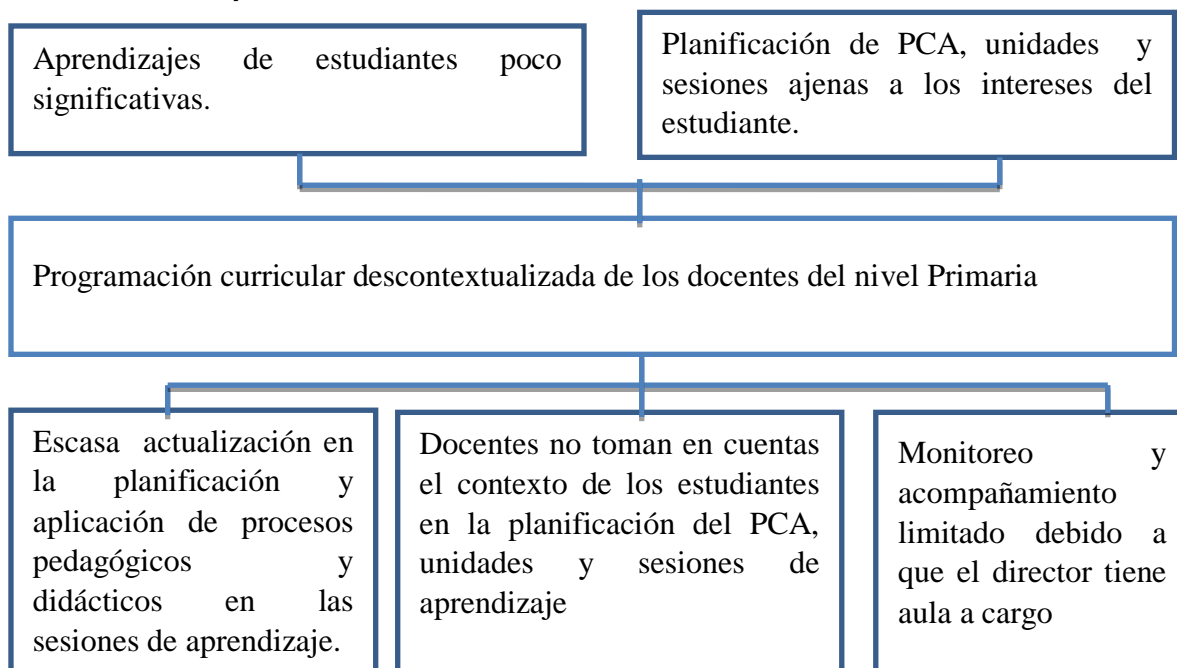 Aprendizajes de estudiantes poco
significativas.
Planificación de PCA, unidades y
sesiones ajenas a los intereses del
estudiante.
Programación curricular descontextualizada de los docentes del nivel Primaria
Escasa actualización en
la planificación y
aplicación de procesos
pedagógicos y
didácticos en las
sesiones de aprendizaje.
Docentes no toman en cuentas
el contexto de los estudiantes
en la planificación del PCA,
unidades y sesiones de
aprendizaje
Monitoreo y
acompañamiento
limitado debido a
que el director tiene
aula a cargo